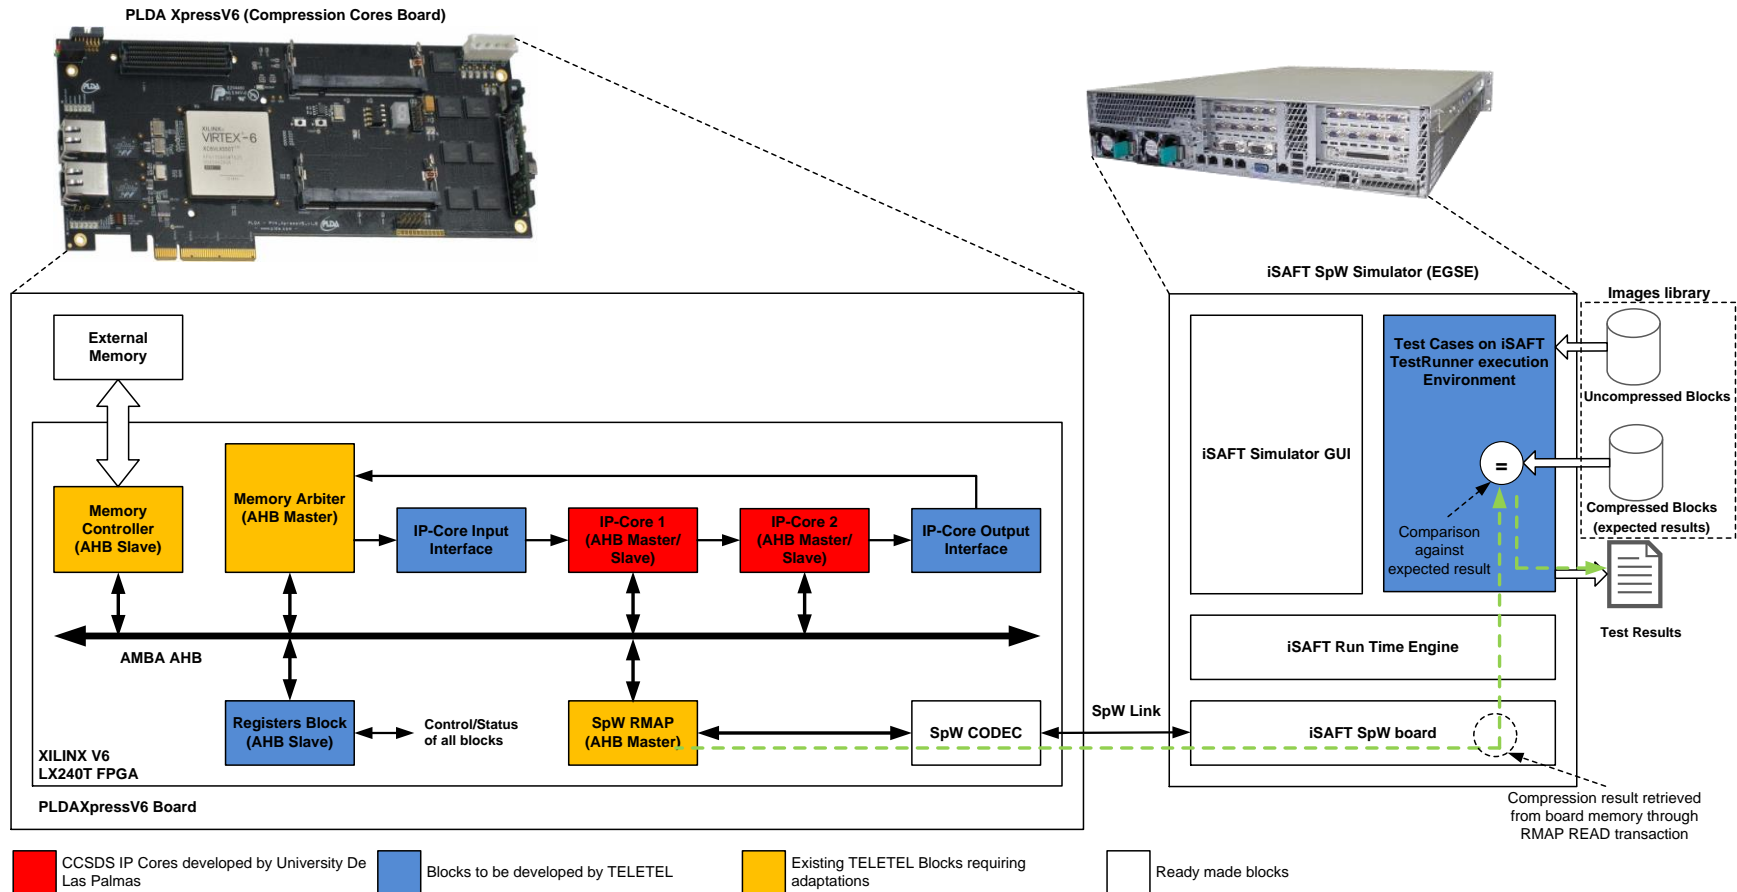 PLDA XpressV6 (Compression Cores Board)
PLDA
XILINX
VIRTEX-6
PLDA
iSAFT SpW Simulator (EGSE)
Images library
External
Memory
Memory
Controller
(AHB Slave)
Memory Arbiter
(AHB Master)
IP-Core Input
Interface
IP-Core 1
(AHB Master/
Slave)
IP-Core 2
(AHB Master/
Slave)
IP-Core Output
Interface
AMBA AHB
Registers Block
(AHB Slave)
Control/Status
of all blocks
SpW RMAP
(AHB Master)
SpW CODEC
SpW Link
XILINX V6
LX240T FPGA
PLDAXpressV6 Board
iSAFT Simulator GUI
Test Cases on iSAFT
TestRunner execution
Environment
=
Comparison
against
expected result
Uncompressed Blocks
Compressed Blocks
(expected results)
Test Results
iSAFT Run Time Engine
iSAFT SpW board
Compression result retrieved
from board memory through
RMAP READ transaction
CCSDS IP Cores developed by University De
Las Palmas
Blocks to be developed by TELETEL
Existing TELETEL Blocks requiring
adaptations
Ready made blocks